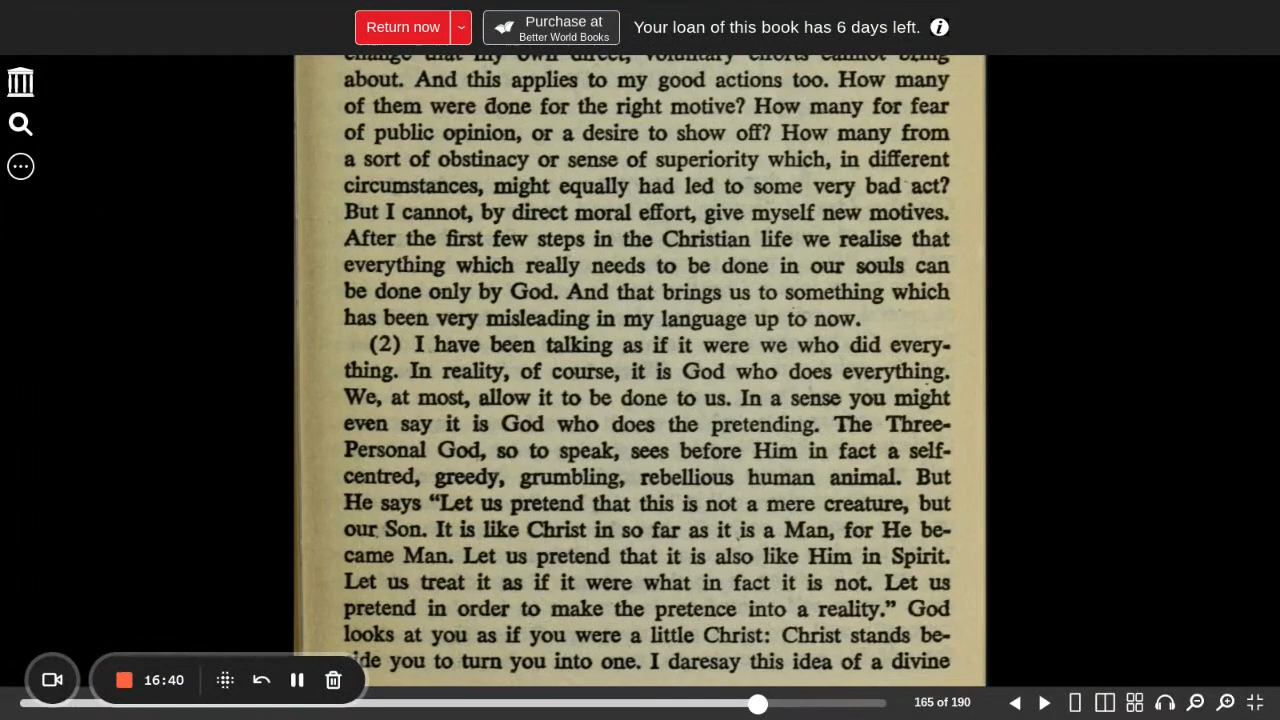 Return now
Purchase at
Better World Books
Your loan of this book has 6 days left.
change that my own direct, voluntary efforts cannot bring
about. And this applies to my good actions too. How many
of them were done for the right motive? How many for fear
of public opinion, or a desire to show off? How many from
a sort of obstinacy or sense of superiority which, in different
circumstances, might equally had led to some very bad act?
But I cannot, by direct moral effort, give myself new motives.
After the first few steps in the Christian life we realise that
everything which really needs to be done in our souls can
be done only by God. And that brings us to something which
has been very misleading in my language up to now.
(2) I have been talking as if it were we who did every-
thing. In reality, of course, it is God who does everything.
We, at most, allow it to be done to us. In a sense you might
even say it is God who does the pretending. The Three-
Personal God, so to speak, sees before Him in fact a self-
centred, greedy, grumbling, rebellious human animal. But
He says “Let us pretend that this is not a mere creature, but
our Son. It is like Christ in so far as it is a Man, for He be-
came Man. Let us pretend that it is also like Him in Spirit.
Let us treat it as if it were what in fact it is not. Let us
pretend in order to make the pretence into a reality.” God
looks at you as if you were a little Christ: Christ stands be-
side you to turn you into one. I daresay this idea of a divine
16:40
165 of 190